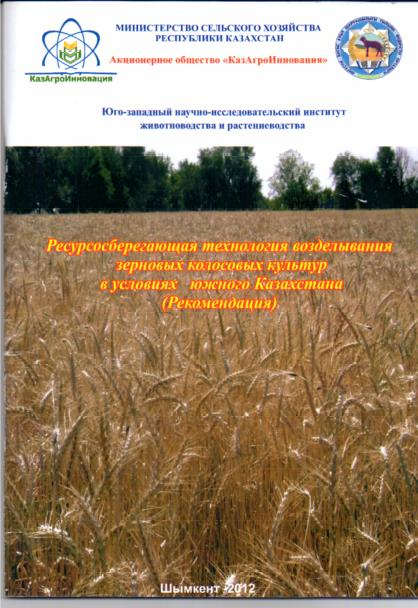 МИНИСТЕРСТВО СЕЛЬСКОГО ХОЗЯЙСТВА
РЕСПУБЛИКИ КАЗАХСТАН
Акционерное общество «КазАгроИнновация»
КазАгроИнновация
Юго-западный научно-исследовательский институт
животноводства и растениеводства
Ресурсосберегающая технология возделывания
зерновых колосовых культур
в условиях южного Казахстана
(Рекомендация)
Шымкент -2012